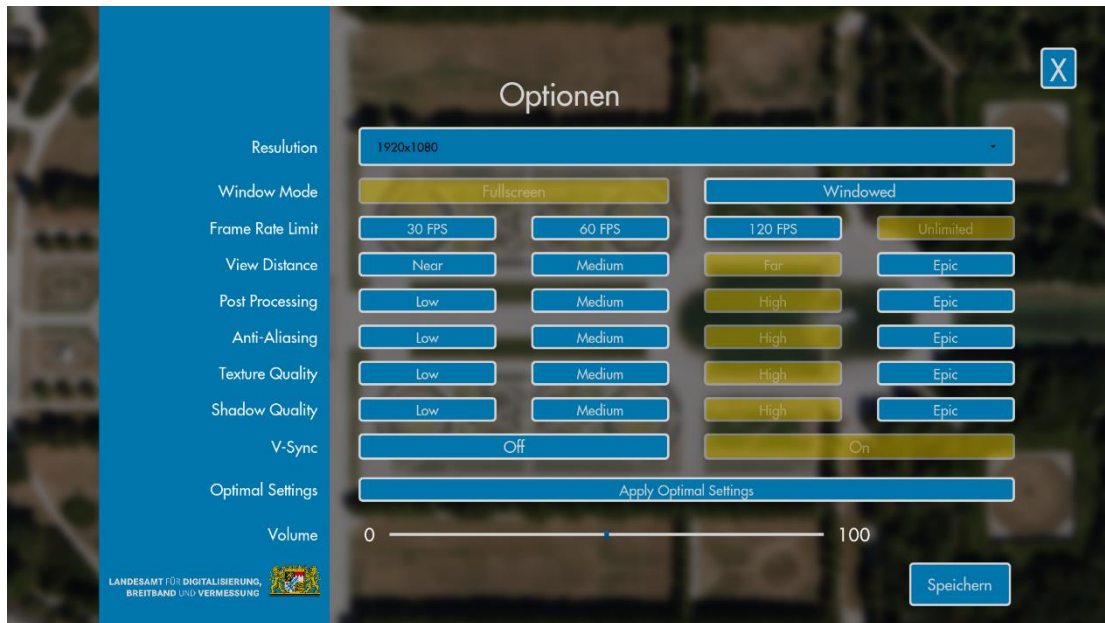 Optionen
X
Resulution 1920x1080
Window Mode Fullscreen Windowed
Frame Rate Limit 30 FPS 60 FPS 120 FPS Unlimited
View Distance Near Medium Far Epic
Post Processing Low Medium High Epic
Anti-Aliasing Low Medium High Epic
Texture Quality Low Medium High Epic
Shadow Quality Low Medium High Epic
V-Sync Off On
Optimal Settings Apply Optimal Settings
Volume 0 100
LANDESAMT FÜR DIGITALISIERUNG,
BREITBAND UND VERMESSUNG
Speichern